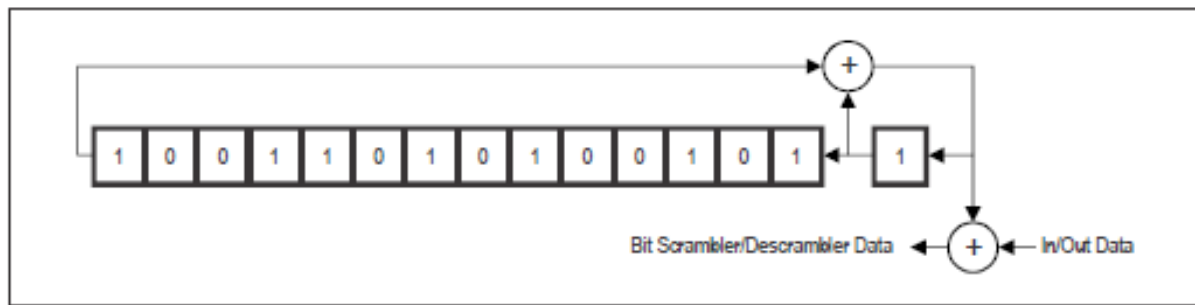 +
1 0 0 1 1 0 1 0 1 0 0 1 0 1 1
Bit Scrambler/Descrambler Data + In/Out Data